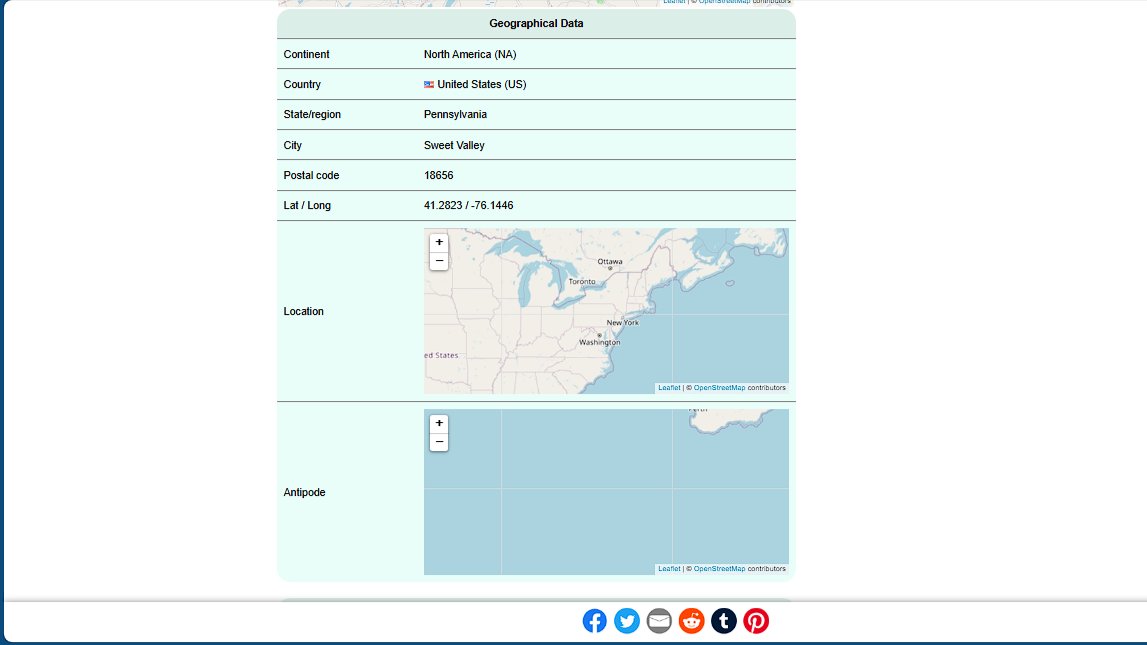 Leaflet | © OpenStreetMap contributors
Geographical Data
Continent North America (NA)
Country United States (US)
State/region Pennsylvania
City Sweet Valley
Postal code 18656
Lat / Long 41.2823 / -76.1446
+
−
Ottawa
Toronto
Location
New York
Washington
ed States
Leaflet | © OpenStreetMap contributors
Perth
+
−
Antipode
Leaflet | © OpenStreetMap contributors